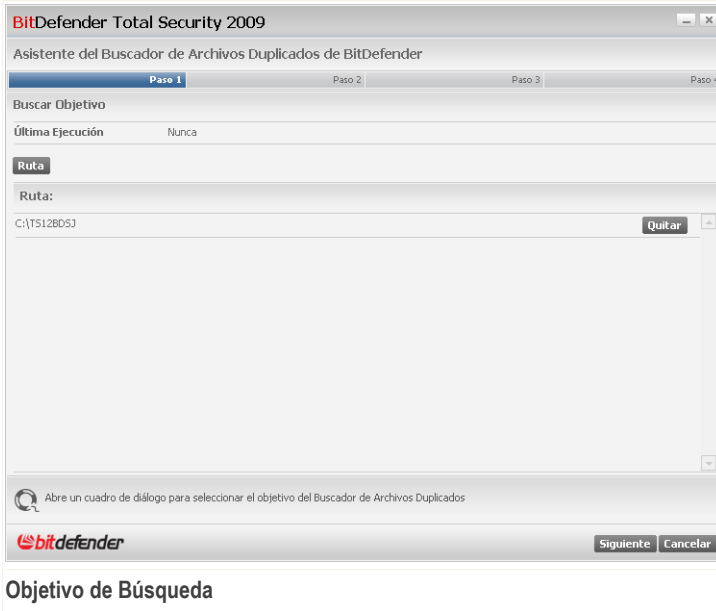 BitDefender Total Security 2009
Asistente del Buscador de Archivos Duplicados de BitDefender
Paso 1 Paso 2 Paso 3 Paso 4
Buscar Objetivo
Última Ejecución Nunca
Ruta
Ruta:
C:\TS12BDSJ Quitar
Abre un cuadro de diálogo para seleccionar el objetivo del Buscador de Archivos Duplicados
bitdefender Siguiente Cancelar
Objetivo de Búsqueda